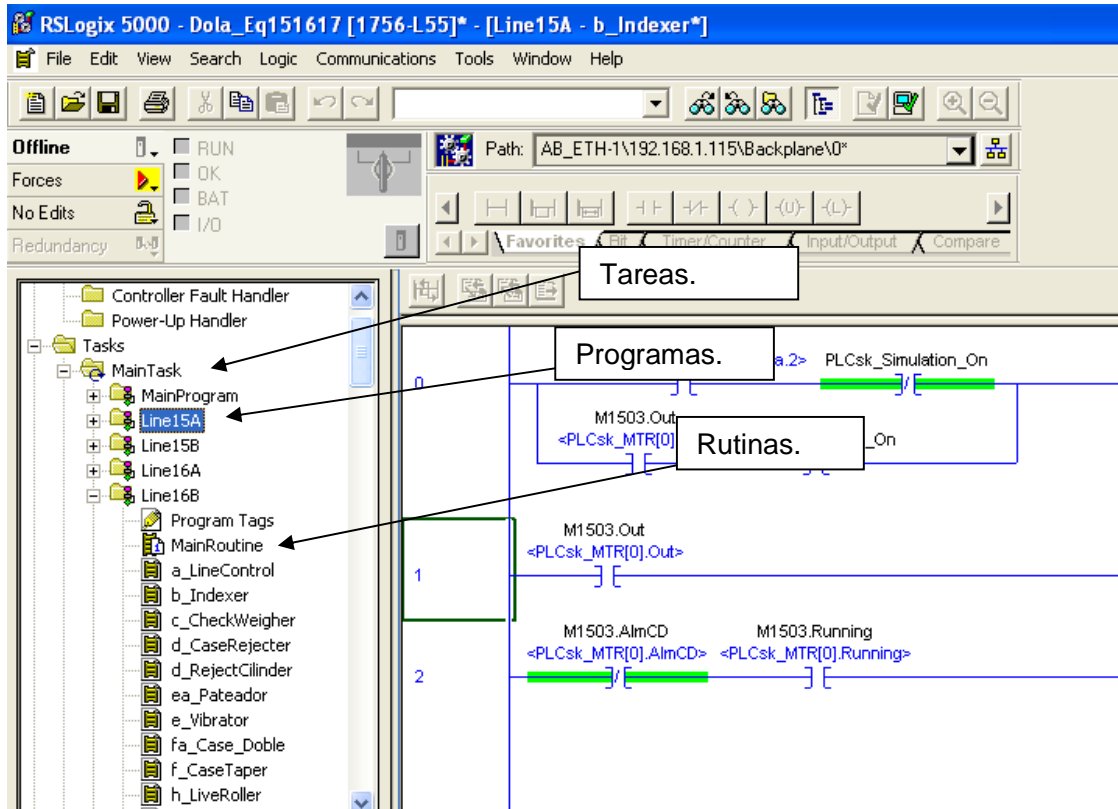 RSLogix 5000 - Dola_Eq151617 [1756-L55]* - [Line15A - b_Indexer*]
File Edit View Search Logic Communications Tools Window Help
Offline
RUN
Path: AB_ETH-1\192.168.1.115\Backplane\0*
Forces
OK
No Edits
BAT
I/O
Redundancy
Favorites Bit Timer/Counter Input/Output Compare
Tareas.
Controller Fault Handler
Power-Up Handler
Tasks
MainTask
MainProgram
Line15A
Line15B
Line16A
Line16B
Program Tags
MainRoutine
a_LineControl
b_Indexer
c_CheckWeigher
d_CaseRejecter
d_RejectCilinder
ea_Pateador
e_Vibrator
fa_Case_Doble
f_CaseTaper
h_LiveRoller
Programas.
a.2> PLCsk_Simulation_On
0
M1503.Out
<PLCsk_MTR[0]
_On
Rutinas.
M1503.Out
<PLCsk_MTR[0].Out>
1
M1503.AlmCD M1503.Running
<PLCsk_MTR[0].AlmCD> <PLCsk_MTR[0].Running>
2